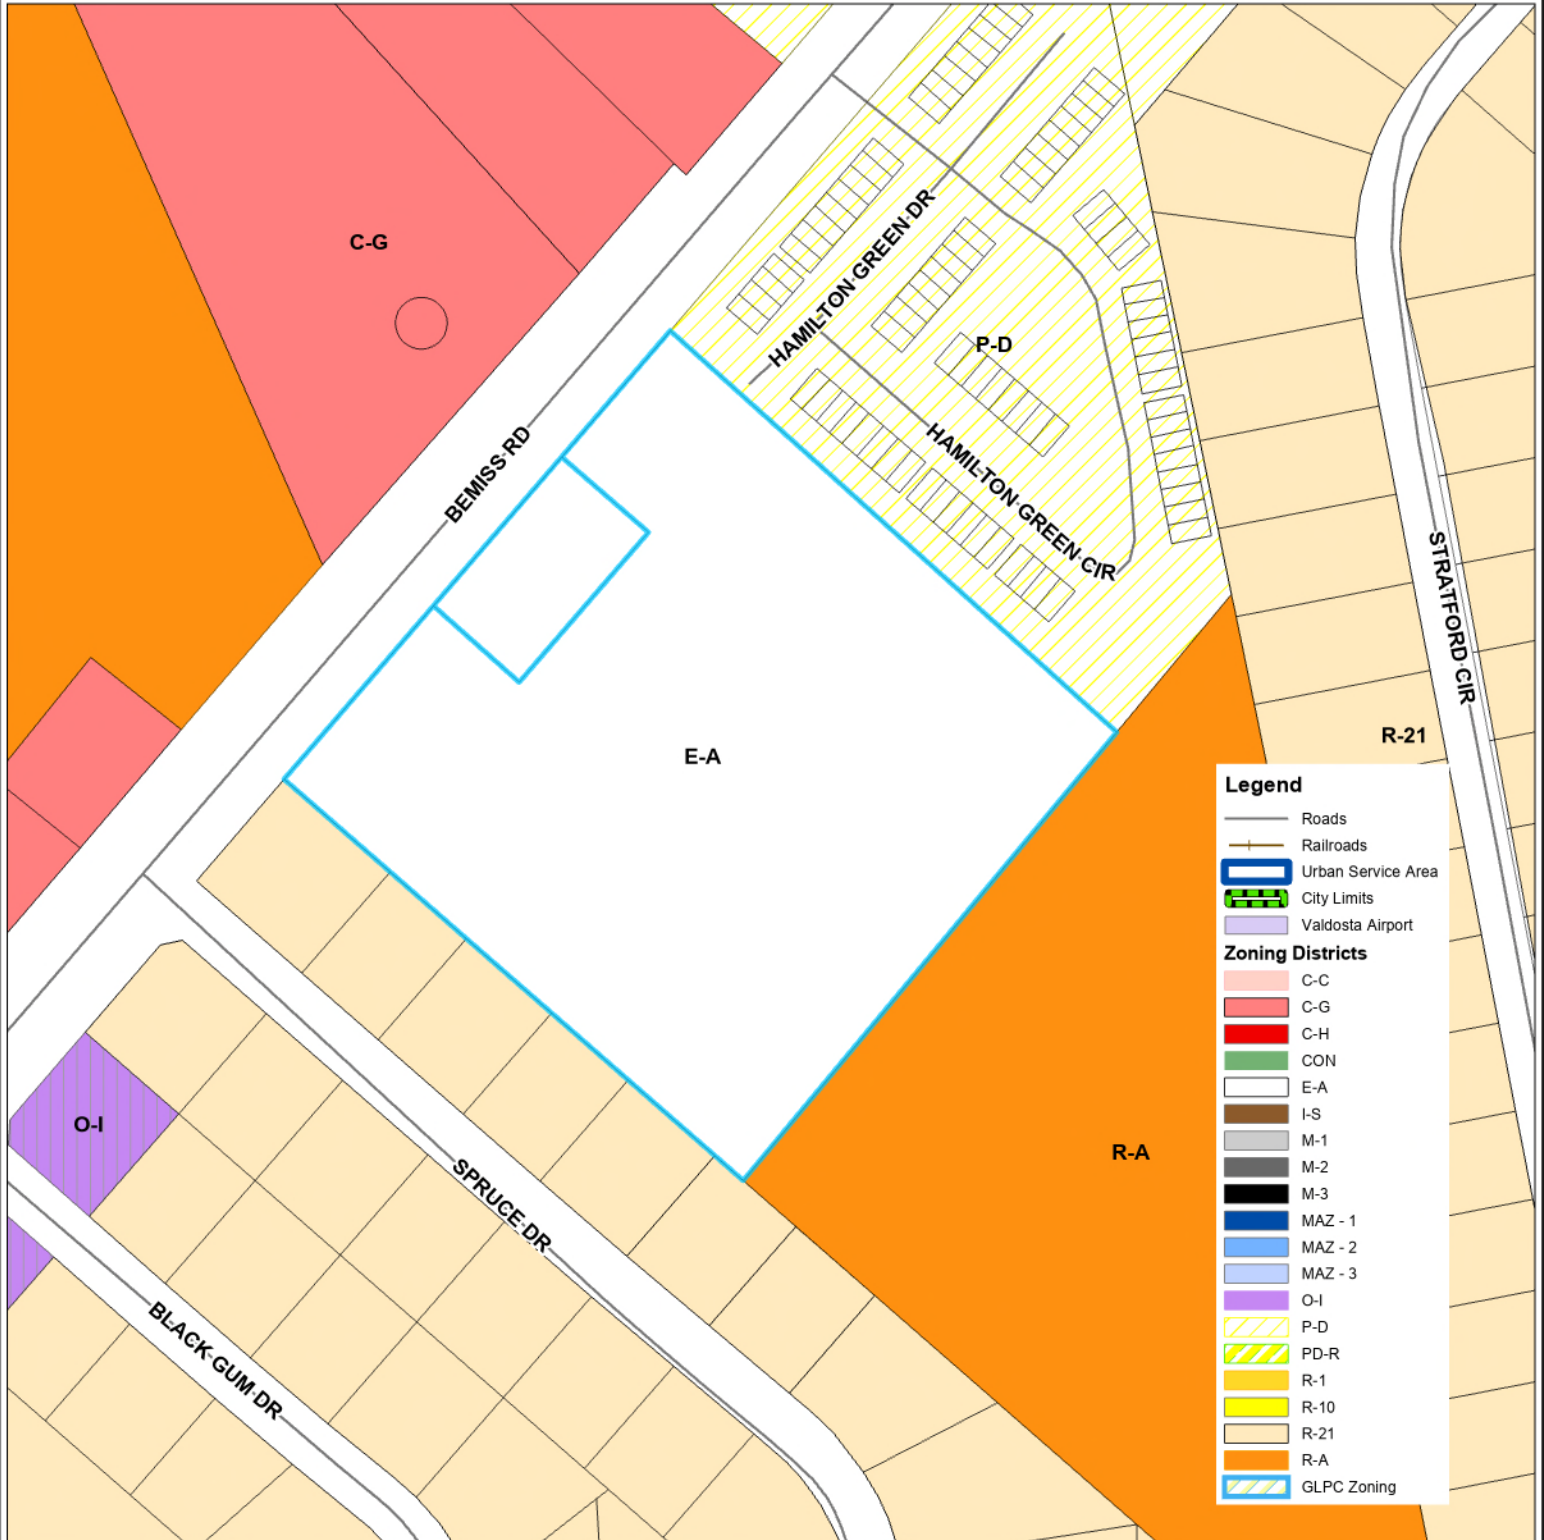 C-G
HAMILTON GREEN DR
P-D
BEMISS RD
HAMILTON GREEN CIR
STRATFORD CIR
R-21
E-A
O-I
SPRUCE DR
R-A
BLACK GUM DR
Legend
Roads
Railroads
Urban Service Area
City Limits
Valdosta Airport
Zoning Districts
C-C
C-G
C-H
CON
E-A
I-S
M-1
M-2
M-3
MAZ - 1
MAZ - 2
MAZ - 3
O-I
P-D
PD-R
R-1
R-10
R-21
R-A
GLPC Zoning